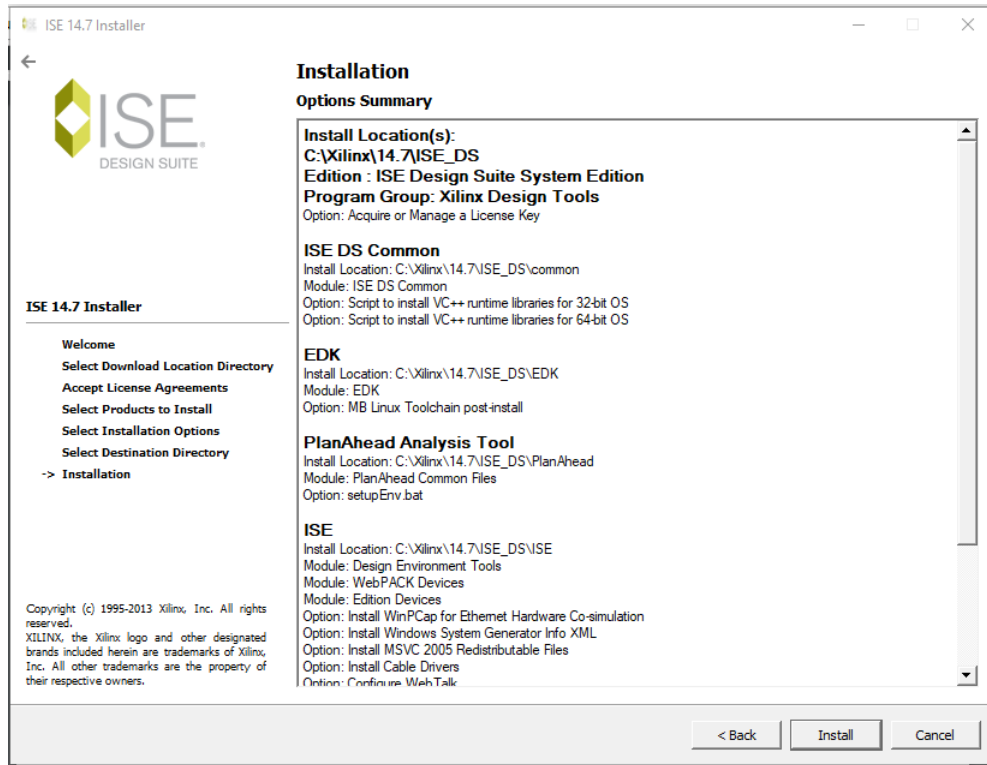 ISE 14.7 Installer
ISE.
DESIGN SUITE
ISE 14.7 Installer
Welcome
Select Download Location Directory
Accept License Agreements
Select Products to Install
Select Installation Options
Select Destination Directory
-> Installation
Copyright (c) 1995-2013 Xilinx, Inc. All rights
reserved.
XILINX, the Xilinx logo and other designated
brands included herein are trademarks of Xilinx,
Inc. All other trademarks are the property of
their respective owners.
Installation
Options Summary
Install Location(s):
C:\Xilinx\14.7\ISE_DS
Edition : ISE Design Suite System Edition
Program Group: Xilinx Design Tools
Option: Acquire or Manage a License Key
ISE DS Common
Install Location: C:\Xilinx\14.7\ISE_DS\common
Module: ISE DS Common
Option: Script to install VC++ runtime libraries for 32-bit OS
Option: Script to install VC++ runtime libraries for 64-bit OS
EDK
Install Location: C:\Xilinx\14.7\ISE_DS\EDK
Module: EDK
Option: MB Linux Toolchain post-install
PlanAhead Analysis Tool
Install Location: C:\Xilinx\14.7\ISE_DS\PlanAhead
Module: PlanAhead Common Files
Option: setupEnv.bat
ISE
Install Location: C:\Xilinx\14.7\ISE_DS\ISE
Module: Design Environment Tools
Module: WebPACK Devices
Module: Edition Devices
Option: Install WinPCap for Ethernet Hardware Co-simulation
Option: Install Windows System Generator Info XML
Option: Install MSVC 2005 Redistributable Files
Option: Install Cable Drivers
Option: Configure WebTalk
< Back
Install
Cancel